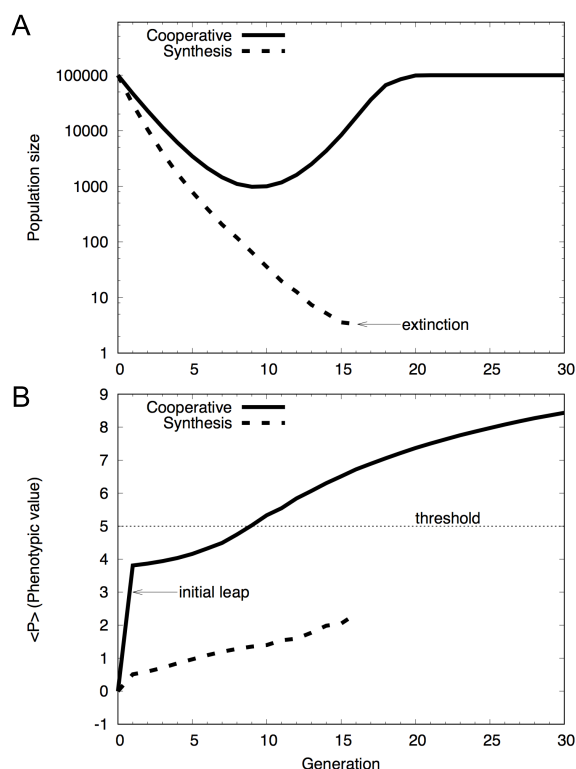 A
Cooperative
Synthesis
100000
10000
1000
100
10
1
Population size
extinction
0 5 10 15 20 25 30
B
Cooperative
Synthesis
9
8
7
6
5
4
3
2
1
0
-1
<P> (Phenotypic value)
threshold
initial leap
0 5 10 15 20 25 30
Generation